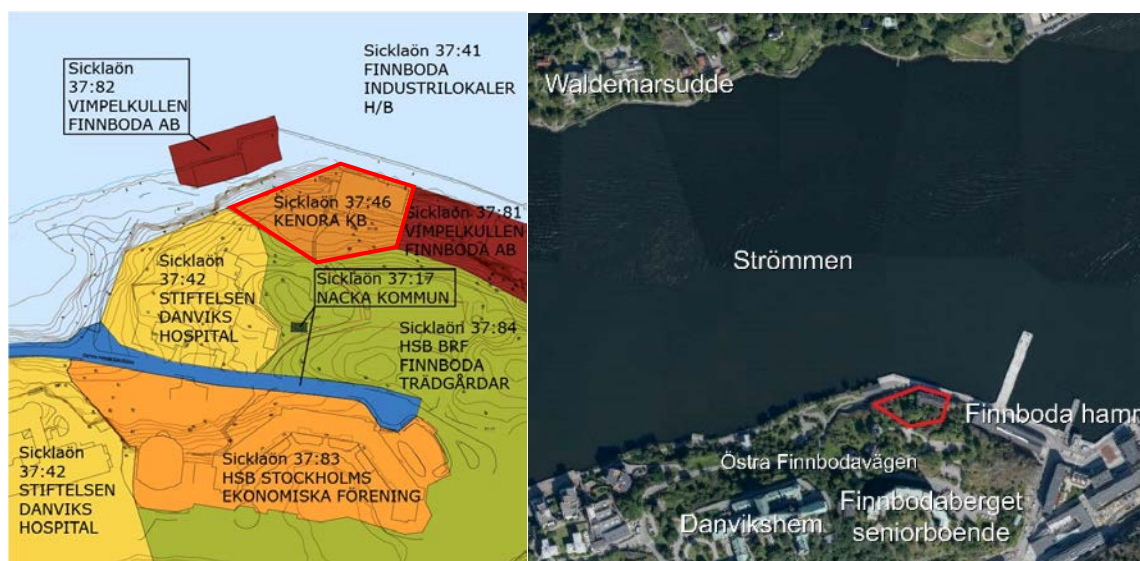 Sicklaön
37:82
VIMPELKULLEN
FINNBODA AB
Sicklaön 37:41
FINNBODA
INDUSTRILOKALER
H/B
Sicklaön 37:46
KENORA KB
Sicklaön 37:81
VIMPELKULLEN
FINNBODA AB
Sicklaön
37:42
STIFTELSEN
DANVIKS
HOSPITAL
Sicklaön 37:17
NACKA KOMMUN
Sicklaön 37:84
HSB BRF
FINNBODA
TRÄDGÅRDAR
Sicklaön
37:42
STIFTELSEN
DANVIKS
HOSPITAL
Sicklaön 37:83
HSB STOCKHOLMS
EKONOMISKA FÖRENING
Waldemarsudde
Strömmen
Finnboda hamn
Östra Finnbodavägen
Danvikshem
Finnbodaberget
seniorboende